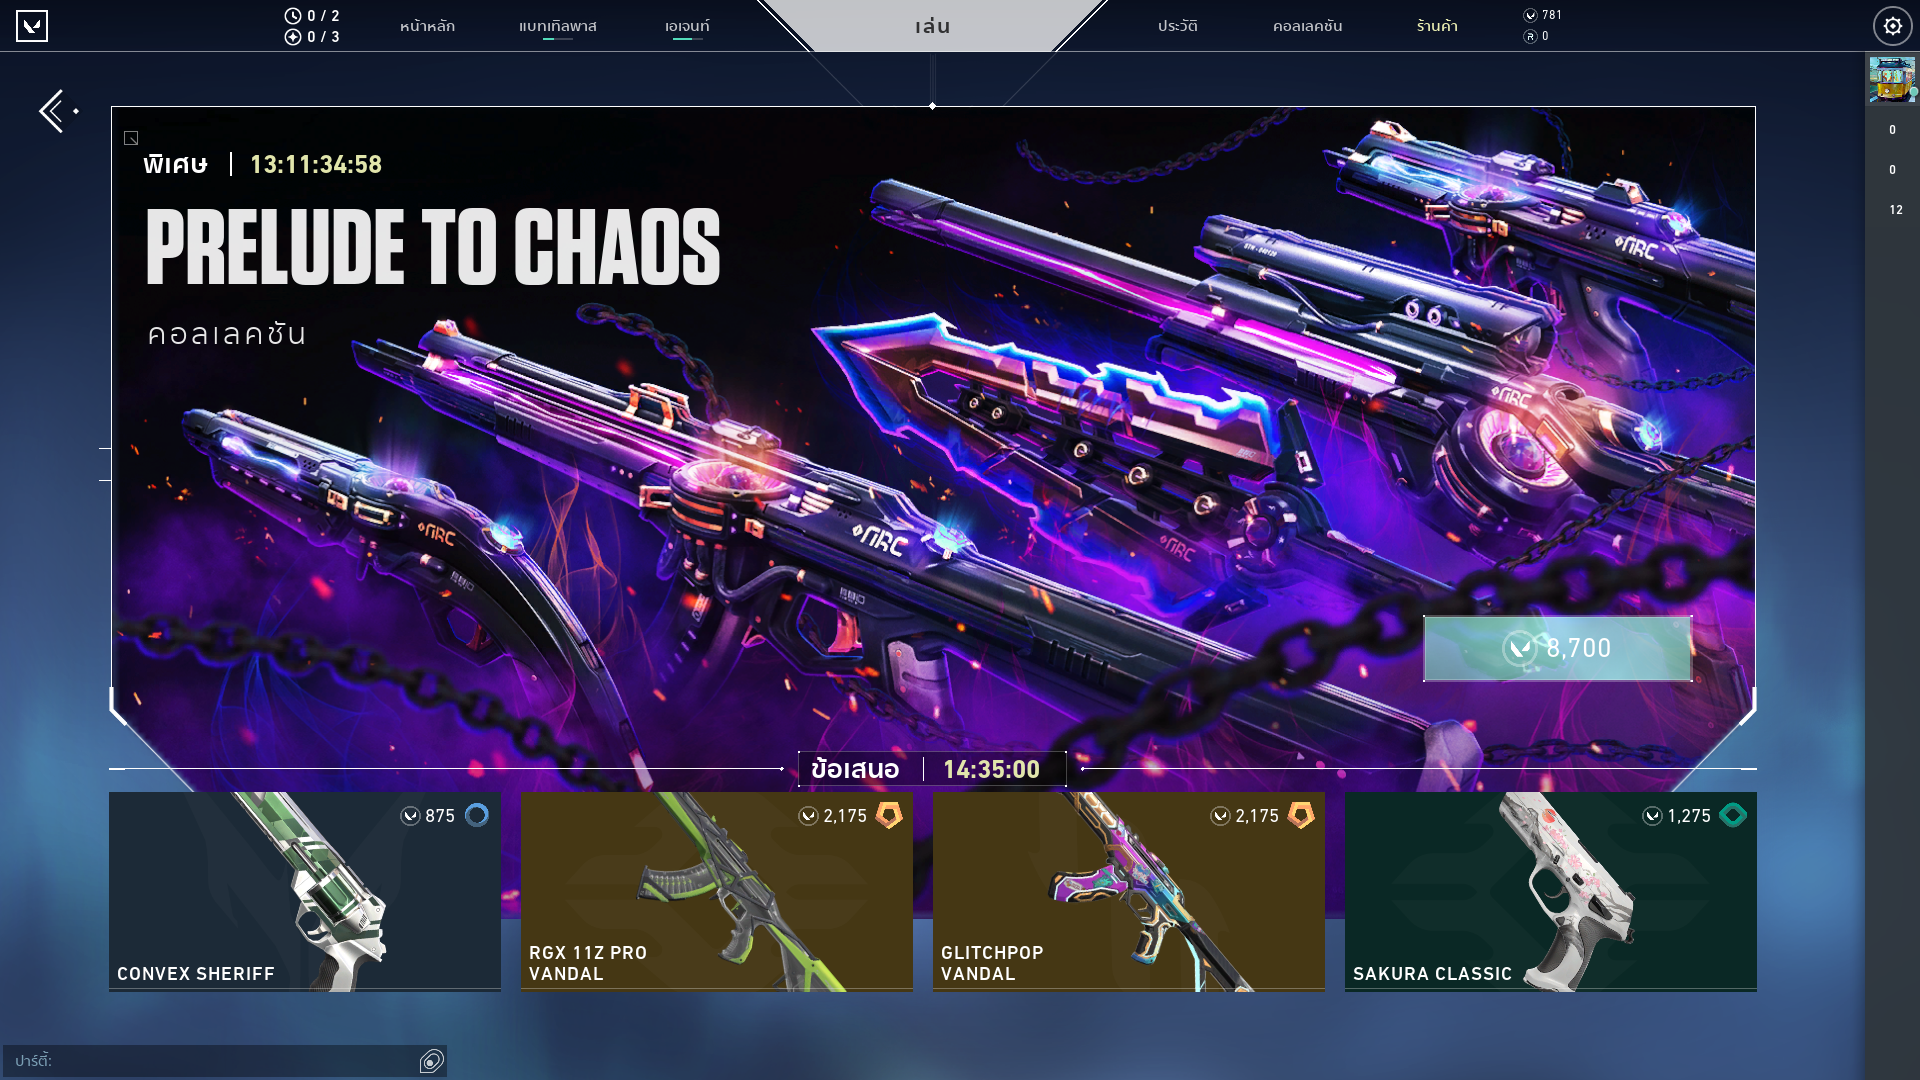 0 / 2
0 / 3
หน้าหลัก
แบทเทิลพาส
เอเจนท์
เล่น
ประวัติ
คอลเลคชัน
ร้านค้า
781
0
0
0
12
พิเศษ | 13:11:34:58
PRELUDE TO CHAOS
คอลเลคชัน
8,700
ข้อเสนอ | 14:35:00
875
CONVEX SHERIFF
2,175
RGX 11Z PRO
VANDAL
2,175
GLITCHPOP
VANDAL
1,275
SAKURA CLASSIC
ปาร์ตี้: